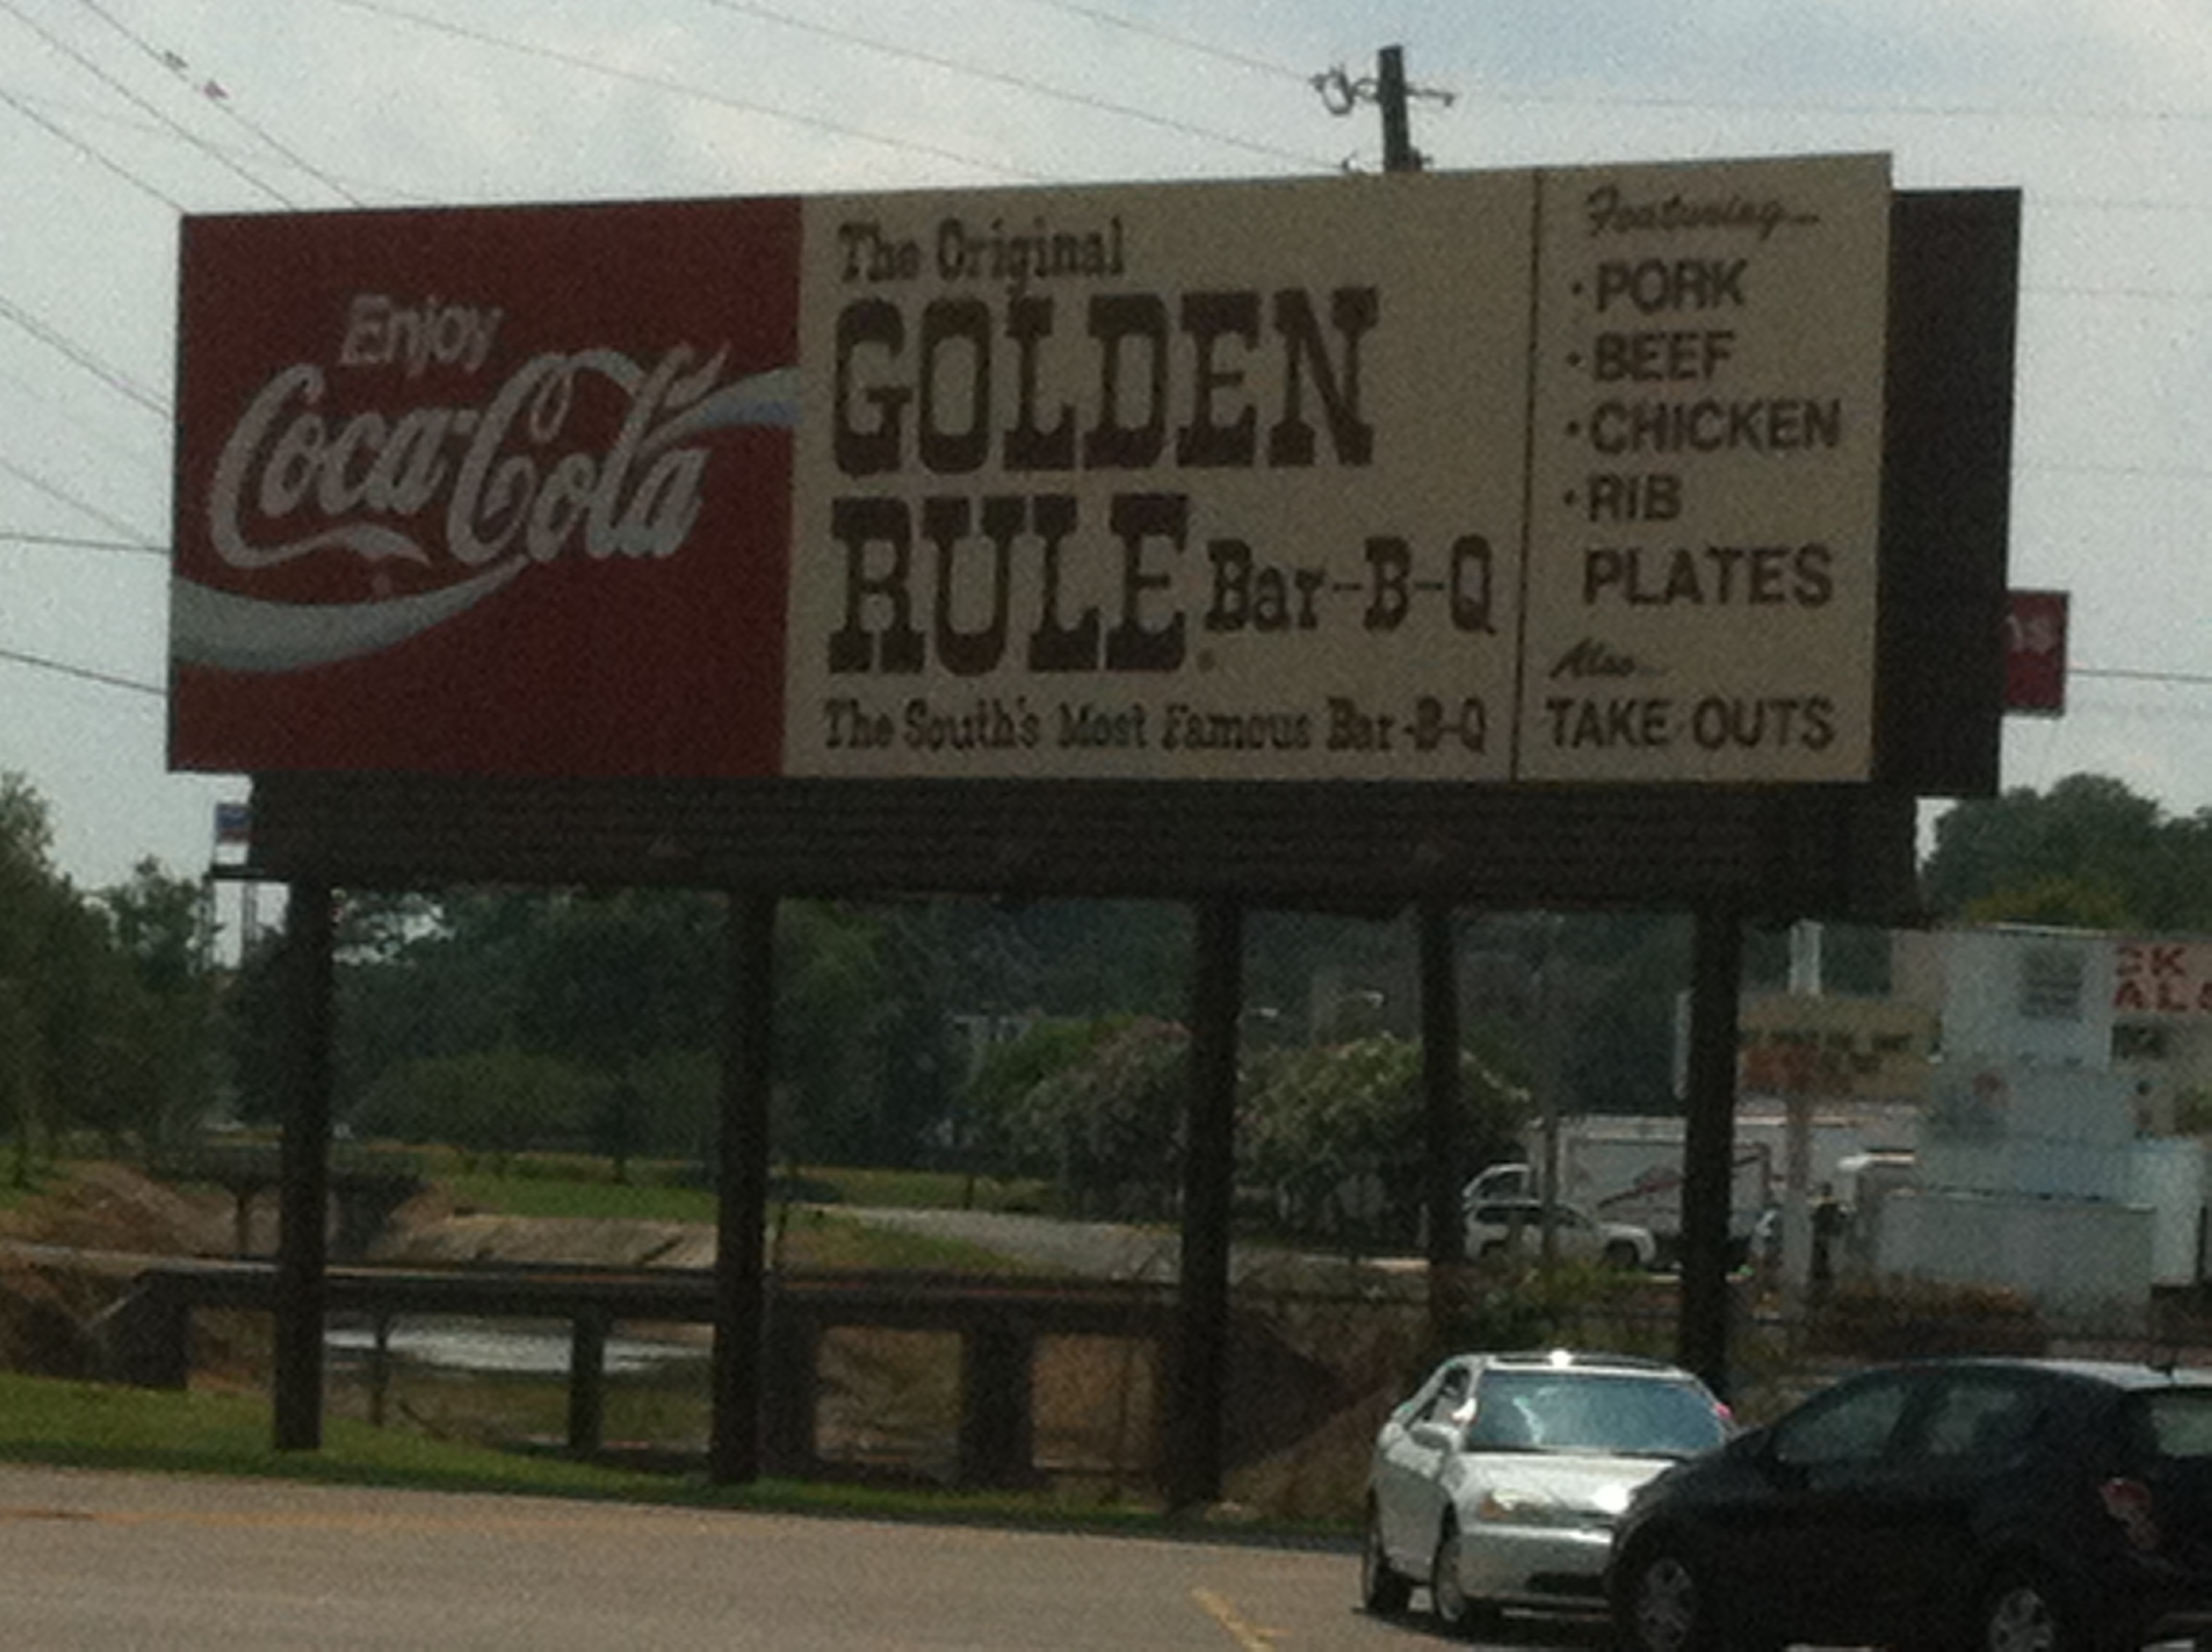 Enjoy
Coca-Cola
The Original
GOLDEN
RULE Bar-B-Q
The South's Most Famous Bar-B-Q
Featuring...
• PORK
• BEEF
• CHICKEN
• RIB
PLATES
Also...
TAKE OUTS